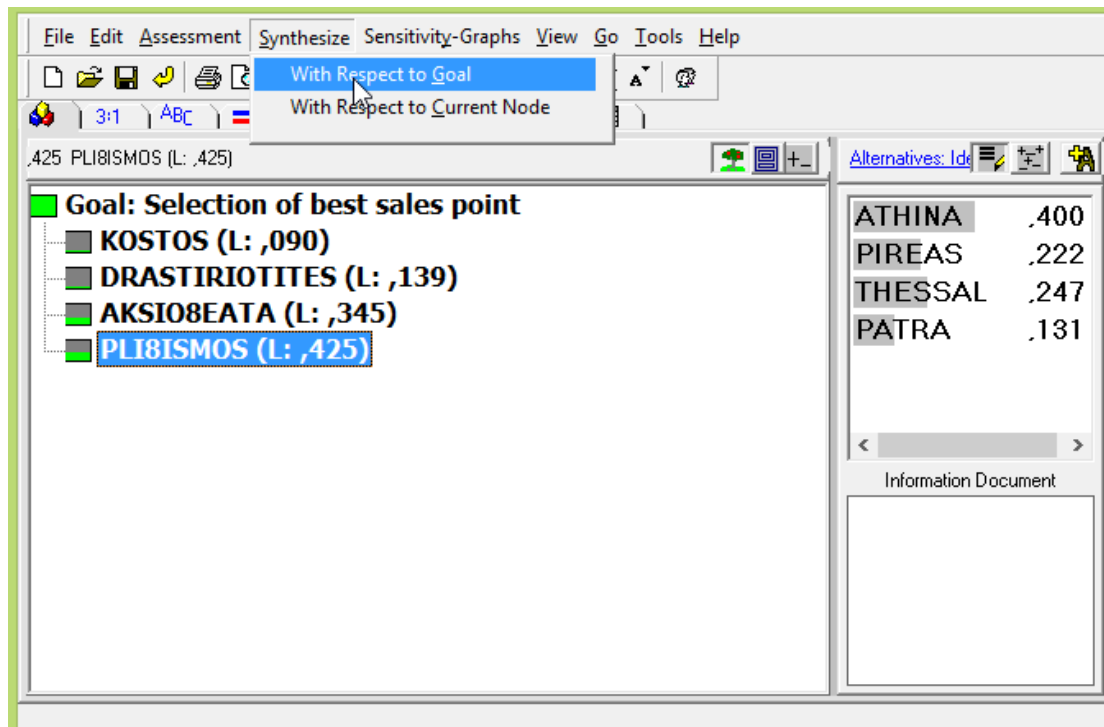 File Edit Assessment Synthesize Sensitivity-Graphs View Go Tools Help
With Respect to Goal
With Respect to Current Node
3:1 ABC
,425 PLI8ISMOS (L: ,425)
Alternatives: Ide
Goal: Selection of best sales point
KOSTOS (L: ,090)
DRASTIRIOTITES (L: ,139)
AKSIO8EATA (L: ,345)
PLI8ISMOS (L: ,425)
ATHINA ,400
PIREAS ,222
THESSAL ,247
PATRA ,131
Information Document